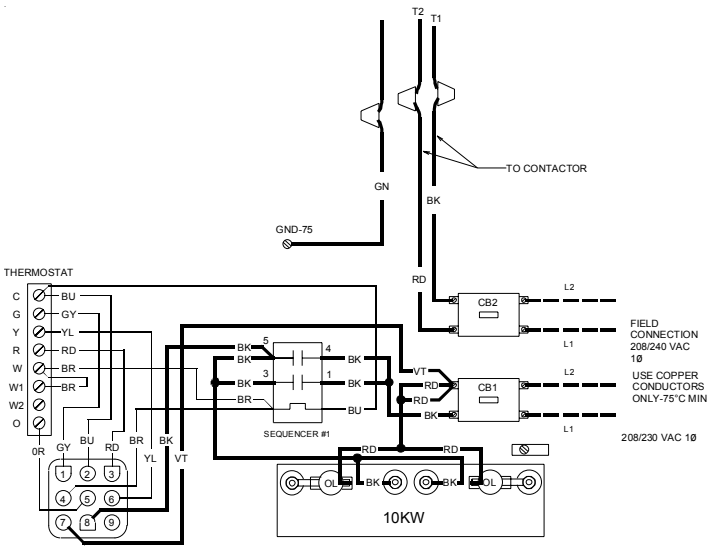 T2
T1
TO CONTACTOR
GN
BK
GND-75
RD
THERMOSTAT
C BU
G GY
Y YL
R RD
W BR
W1 BR
W2
O
CB2
L2
L1
FIELD
CONNECTION
208/240 VAC
1Ø
BK 5 4
BK BK
BK 3 1 BK
BR BU
SEQUENCER #1
VT
RD
RD
BK
CB1
L2
L1
USE COPPER
CONDUCTORS
ONLY-75°C MIN
208/230 VAC 1Ø
0R GY BU RD BR YL BK VT
RD RD
1 2 3
4 5 6
7 8 9
OL BK BK OL
10KW